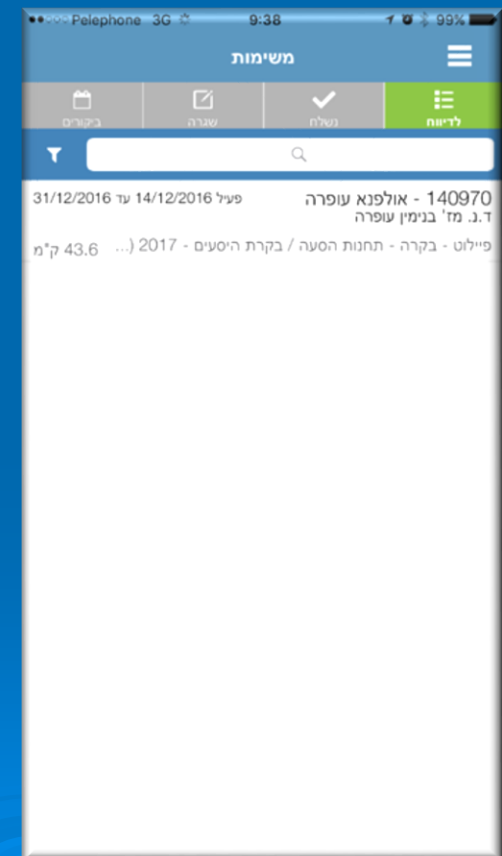 Pelephone 3G 9:38 99%
משימות
לדיווח
נשלח
שגרה
ביקורים
140970 - אולפנא עופרה
פעיל 14/12/2016 עד 31/12/2016
ד.נ. מז' בנימין עופרה
פיילוט - בקרה - תחנות הסעה / בקרת היסעים - 2017 (...
43.6 ק"מ